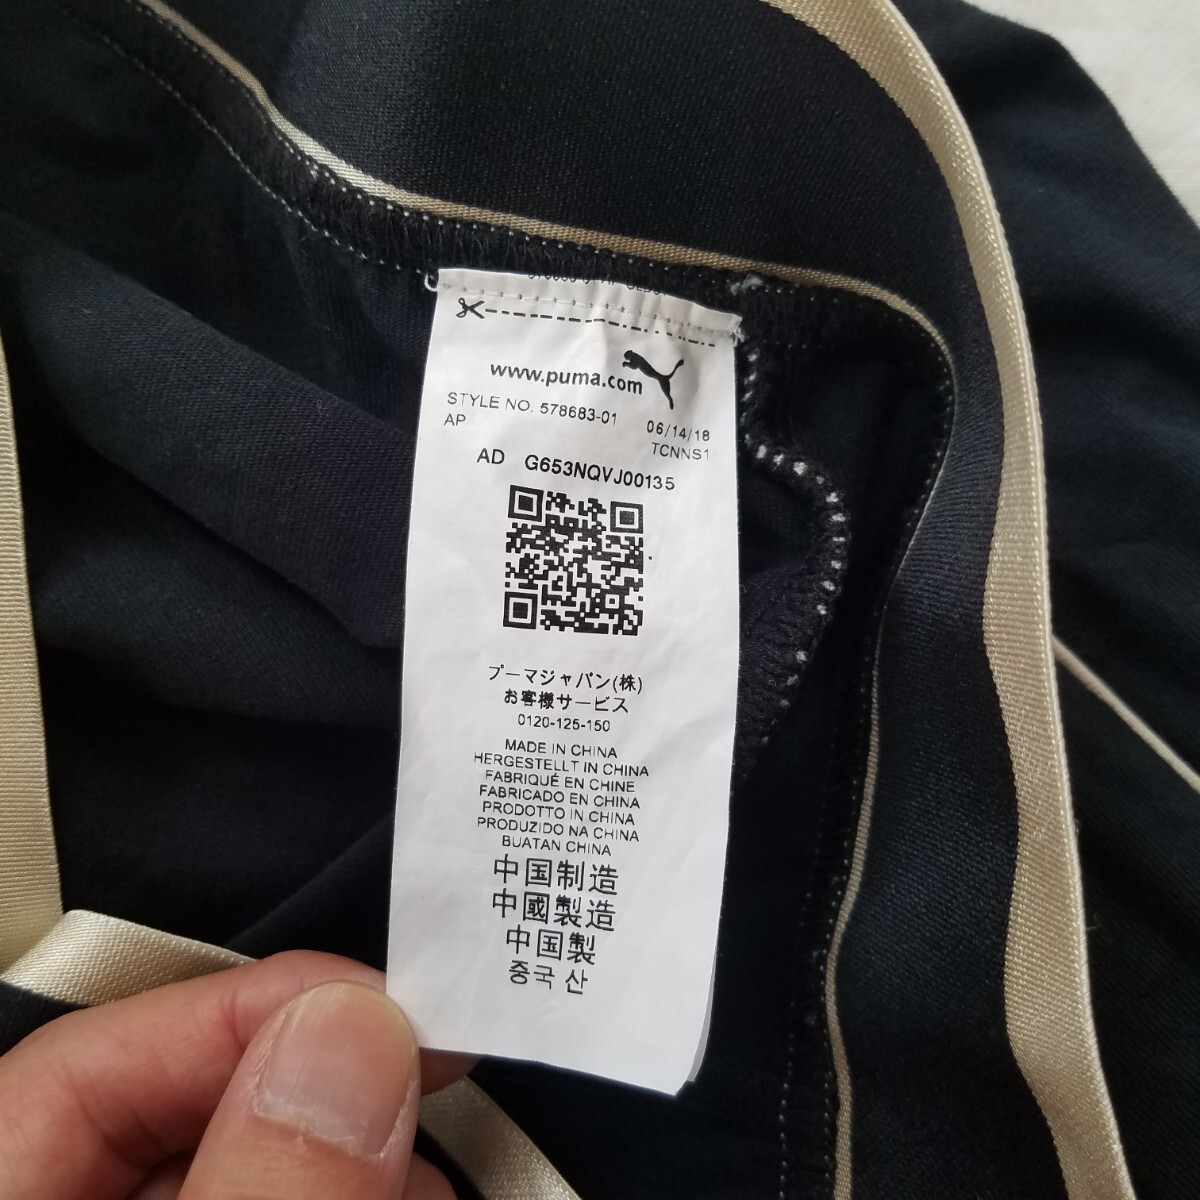 www.puma.com
STYLE NO. 578683-01 06/14/18
AP TCNNS1
AD G653NQVJ00135
プーマジャパン(株)
お客様サービス
0120-125-150
MADE IN CHINA
HERGESTELLT IN CHINA
FABRIQUÉ EN CHINE
FABRICADO EN CHINA
PRODOTTO IN CHINA
PRODUZIDO NA CHINA
BUATAN CHINA
中国制造
中國製造
中国製
중국 산